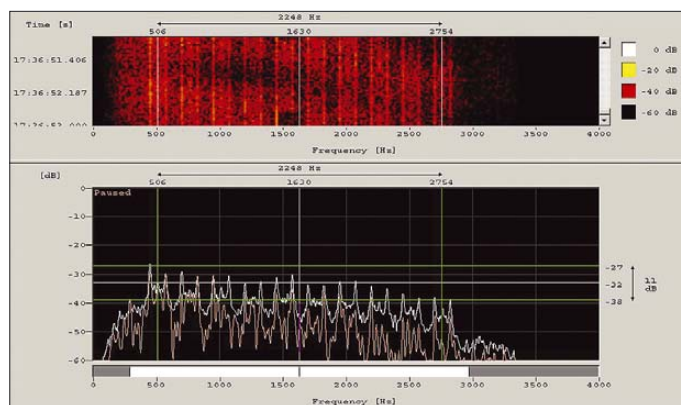 Time [s]
2248 Hz
506 1630 2754
17:36:51.406
17:36:52.187
0 500 1000 1500 2000 2500 3000 3500 4000
Frequency [Hz]
0 dB
-20 dB
-40 dB
-60 dB
[dB]
2248 Hz
506 1630 2754
Paused
0
-10
-20
-30
-40
-50
-60
-27
-32
-38
11
dB
0 500 1000 1500 2000 2500 3000 3500 4000
Frequency [Hz]